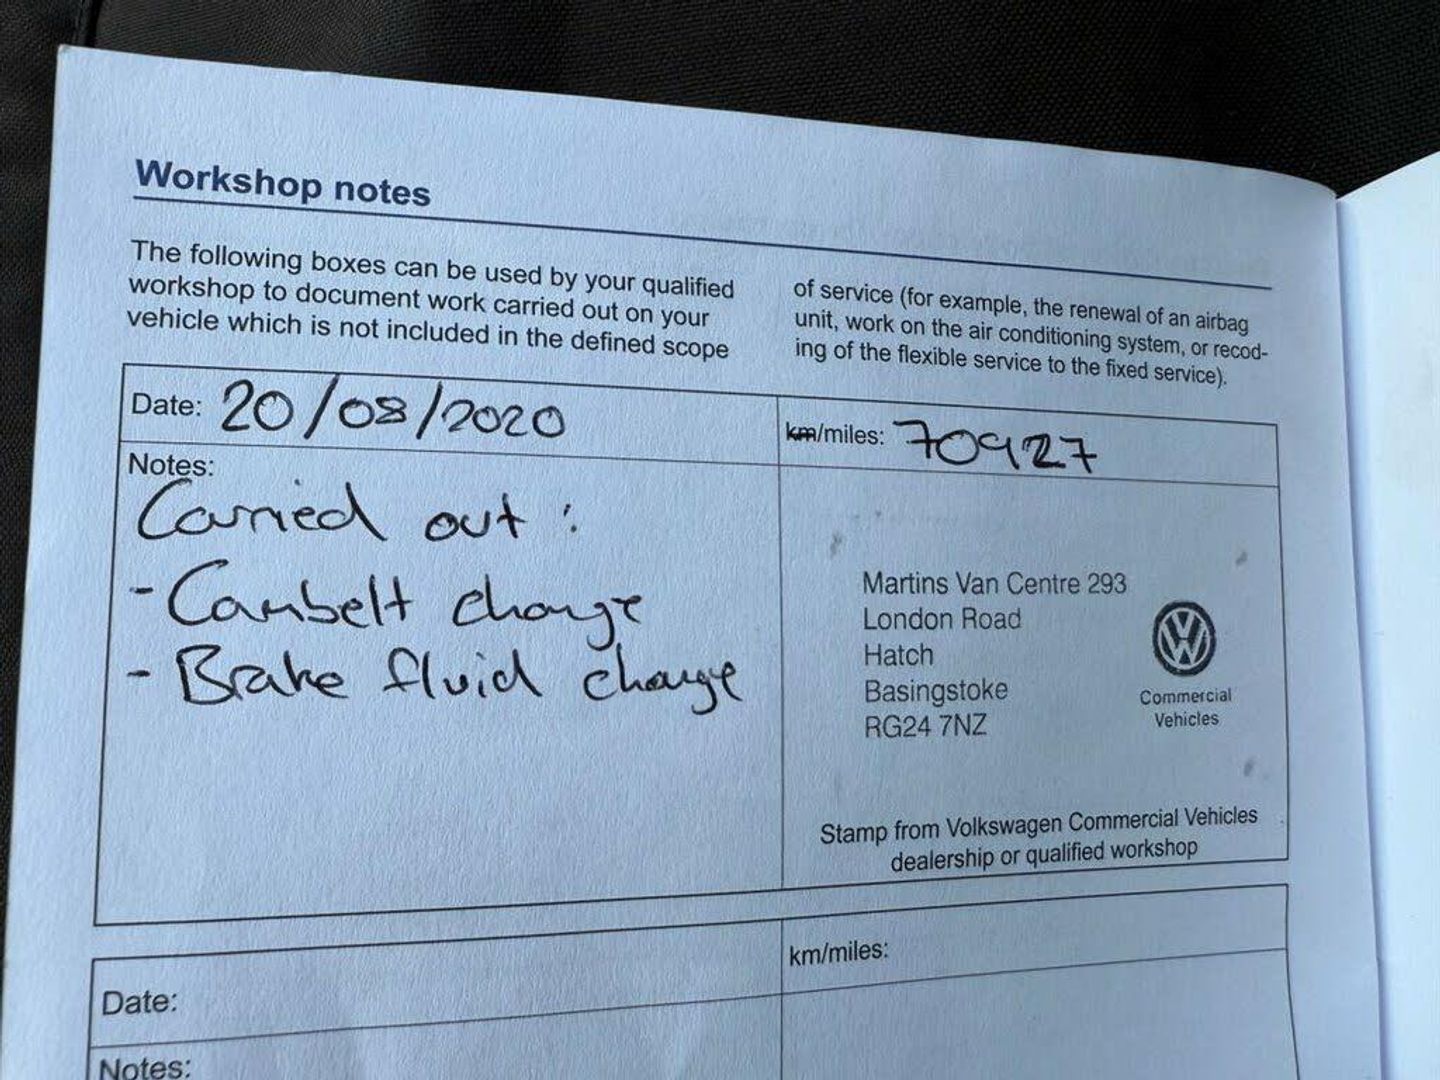 Workshop notes
The following boxes can be used by your qualified
workshop to document work carried out on your
vehicle which is not included in the defined scope
of service (for example, the renewal of an airbag
unit, work on the air conditioning system, or recod-
ing of the flexible service to the fixed service).
Date: 20/08/2020
km/miles: 70927
Notes:
Carried out :
- Cambelt change
- Brake fluid change
Martins Van Centre 293
London Road
Hatch
Basingstoke
RG24 7NZ
Commercial
Vehicles
Stamp from Volkswagen Commercial Vehicles
dealership or qualified workshop
Date:
km/miles:
Notes: